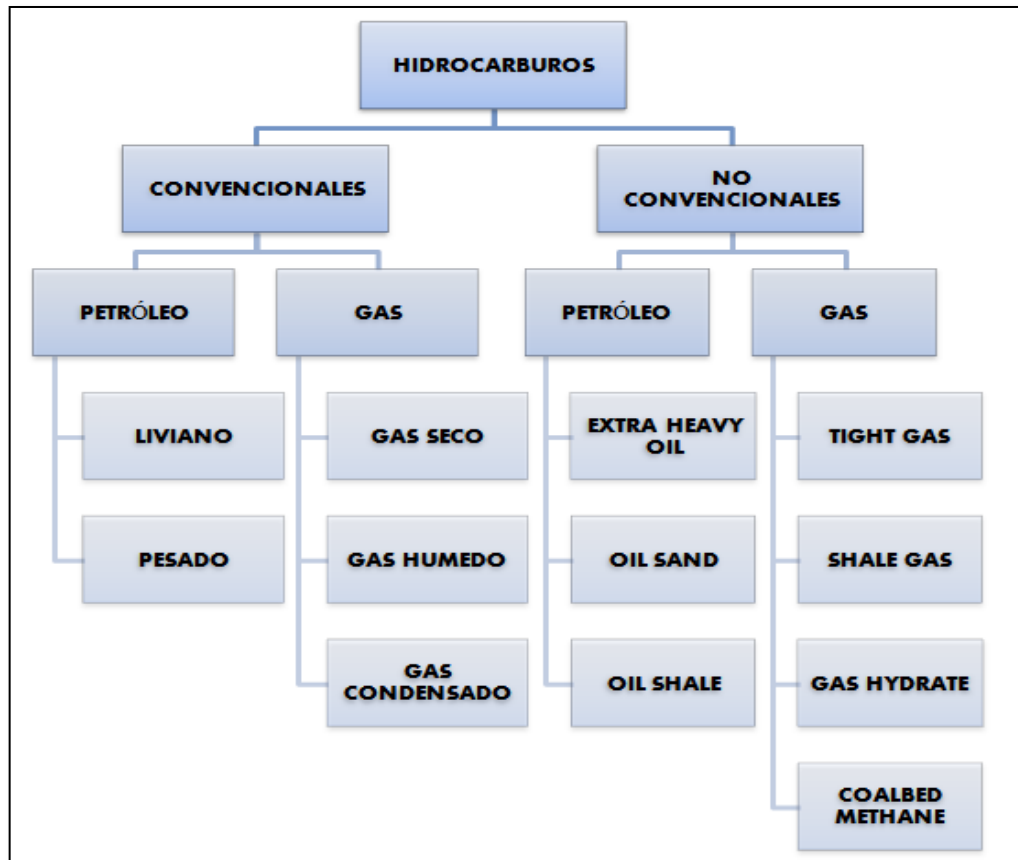 HIDROCARBUROS
CONVENCIONALES
NO
CONVENCIONALES
PETRÓLEO
GAS
PETRÓLEO
GAS
LIVIANO
GAS SECO
EXTRA HEAVY
OIL
TIGHT GAS
PESADO
GAS HUMEDO
OIL SAND
SHALE GAS
GAS
CONDENSADO
OIL SHALE
GAS HYDRATE
COALBED
METHANE